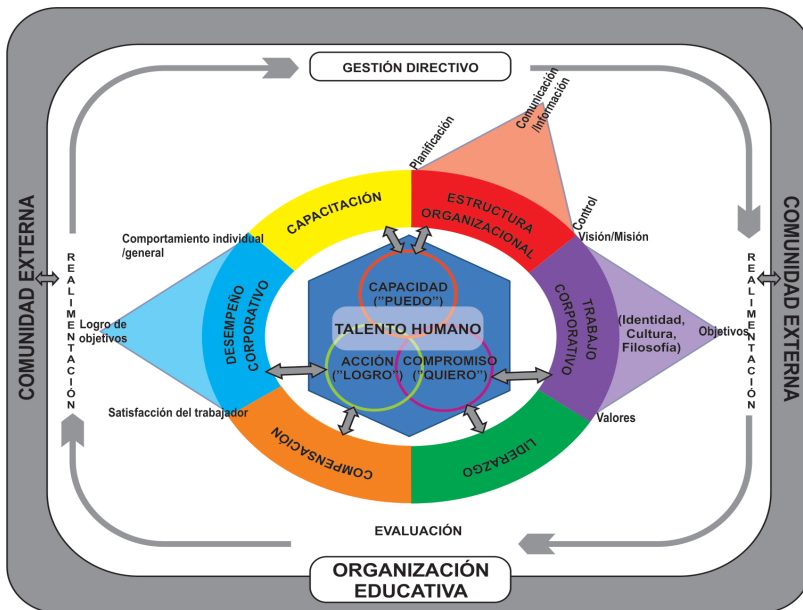 GESTIÓN DIRECTIVO
COMUNIDAD EXTERNA
REALIMENTACIÓN
Planificación
Comunicación
/Información
Control
Visión/Misión
CAPACITACIÓN
ESTRUCTURA
ORGANIZACIONAL
Comportamiento individual
/general
Logro de
objetivos
Satisfacción del trabajador
DESEMPEÑO
CORPORATIVO
CAPACIDAD
("PUEDO”)
TALENTO HUMANO
ACCIÓN
("LOGRO”)
COMPROMISO
("QUIERO”)
TRABAJO
CORPORATIVO
(Identidad,
Cultura,
Filosofía)
Objetivos
Valores
COMPENSACIÓN
LIDERAZGO
REALIMENTACIÓN
COMUNIDAD EXTERNA
EVALUACIÓN
ORGANIZACIÓN
EDUCATIVA